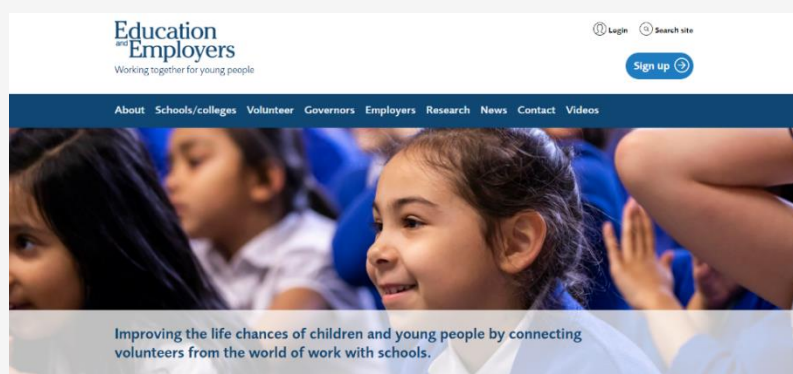 Education
and Employers
Working together for young people
Login Search site
Sign up
About Schools/colleges Volunteer Governors Employers Research News Contact Videos
Improving the life chances of children and young people by connecting
volunteers from the world of work with schools.